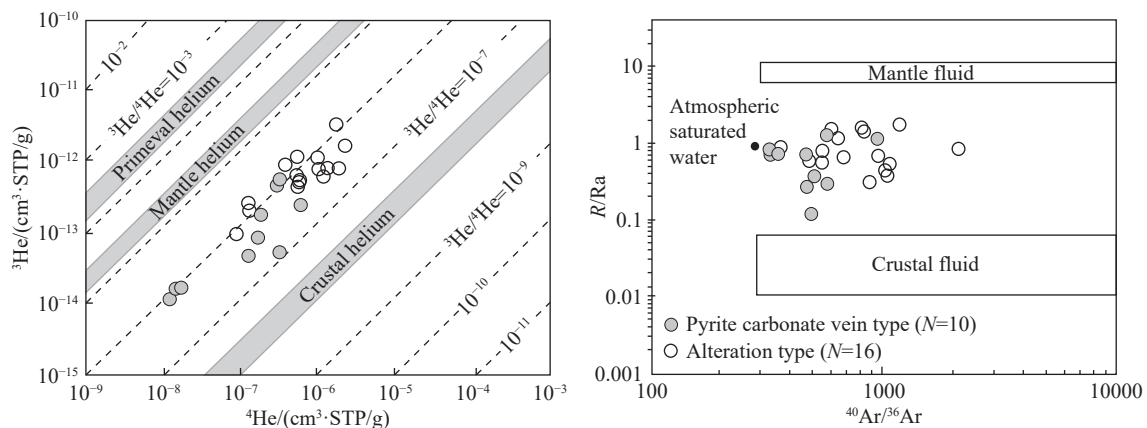 10⁻¹⁰
10⁻¹¹
10⁻¹²
10⁻¹³
10⁻¹⁴
10⁻¹⁵
³He/(cm³·STP/g)
10⁻²
³He/⁴He=10⁻³
Primeval helium
Mantle helium
³He/⁴He=10⁻⁷
Crustal helium
³He/⁴He=10⁻⁹
10⁻¹⁰
10⁻¹¹
10⁻⁹
10⁻⁸
10⁻⁷
10⁻⁶
10⁻⁵
10⁻⁴
10⁻³
⁴He/(cm³·STP/g)
10
1
0.1
0.01
0.001
R/Ra
Mantle fluid
Atmospheric
saturated
water
Crustal fluid
Pyrite carbonate vein type (N=10)
Alteration type (N=16)
100
1000
10000
⁴⁰Ar/³⁶Ar